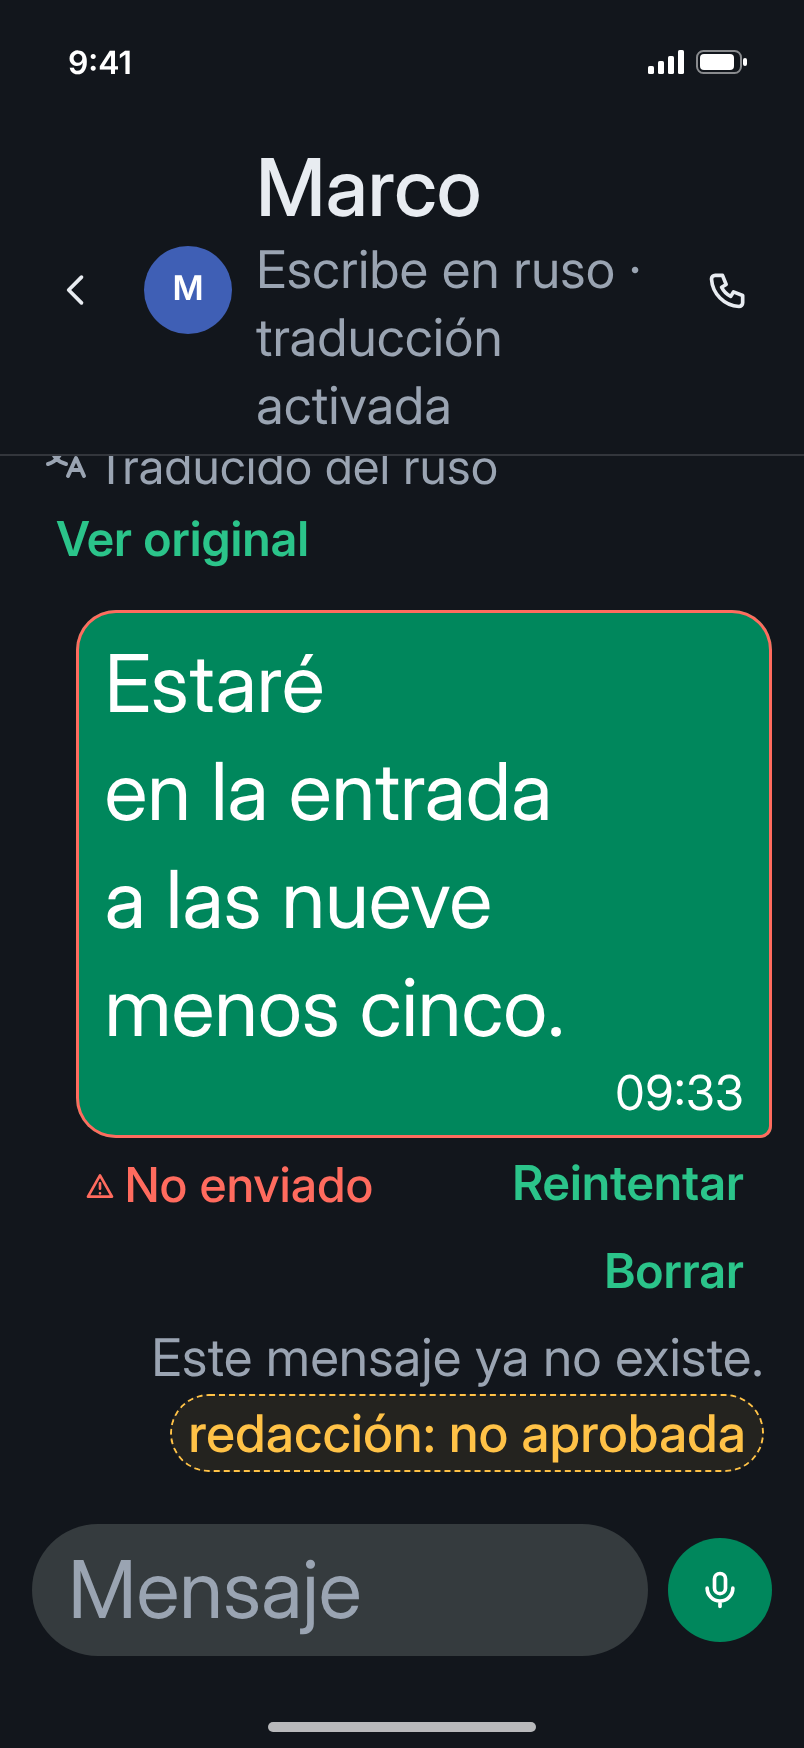 9:41
Marco
M
Escribe en ruso ·
traducción
activada
Traducido del ruso
Ver original
Estaré
en la entrada
a las nueve
menos cinco.
09:33
No enviado
Reintentar
Borrar
Este mensaje ya no existe.
redacción: no aprobada
Mensaje